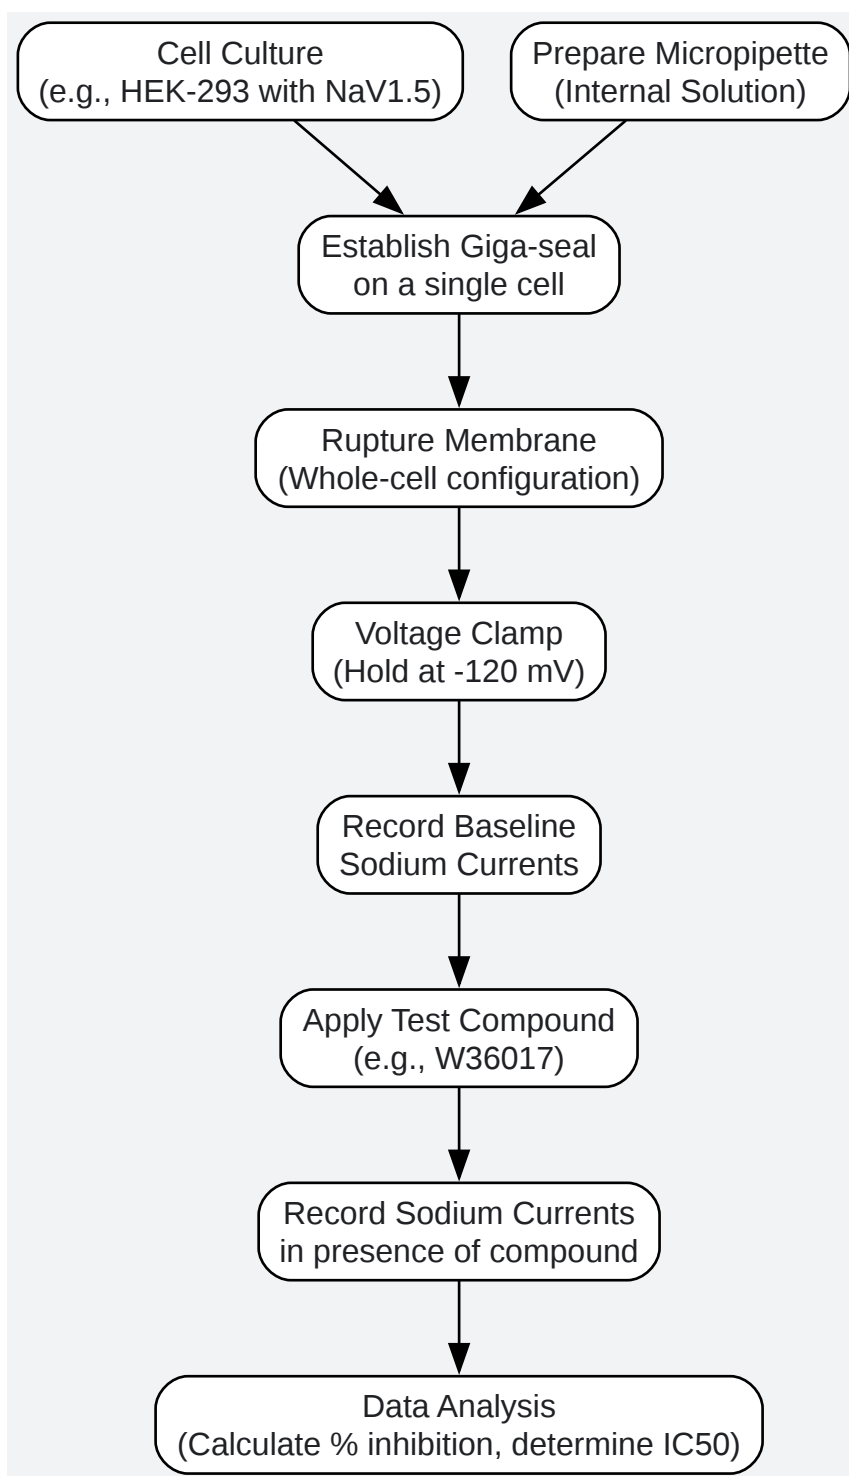 Cell Culture
(e.g., HEK-293 with NaV1.5)
Prepare Micropipette
(Internal Solution)
Establish Giga-seal
on a single cell
Rupture Membrane
(Whole-cell configuration)
Voltage Clamp
(Hold at -120 mV)
Record Baseline
Sodium Currents
Apply Test Compound
(e.g., W36017)
Record Sodium Currents
in presence of compound
Data Analysis
(Calculate % inhibition, determine IC50)